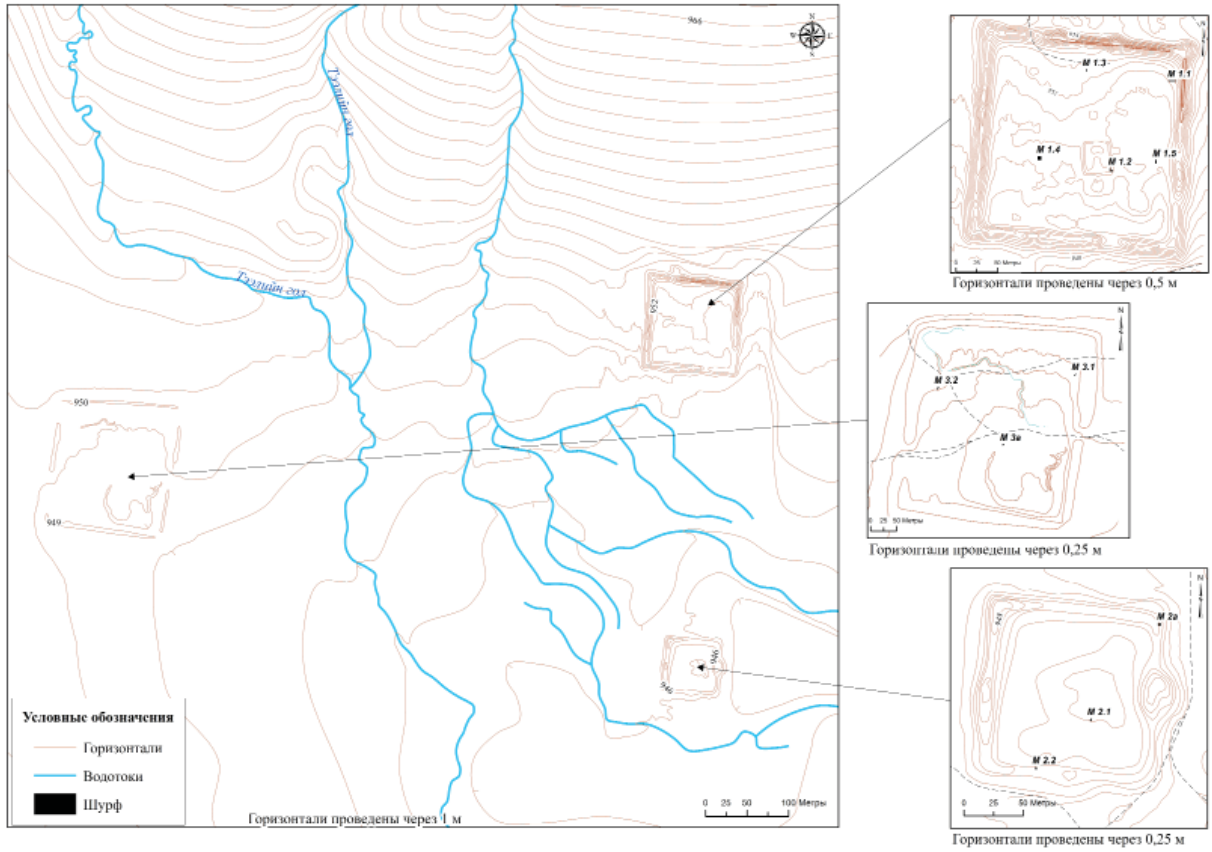 966
N
W E
S
Тээлийн гол
Тээлийн гол
952
950
949
946
946
Условные обозначения
Горизонтали
Водотоки
Шурф
Горизонтали проведены через 1 м
0 25 50 100 Метры
N
M 1.3
M 1.1
M 1.4
M 1.2
M 1.5
0 25 50 Метры
Горизонтали проведены через 0,5 м
N
M 3.2
M 3.1
M 3a
0 25 50 Метры
Горизонтали проведены через 0,25 м
N
949
M 2a
M 2.1
M 2.2
0 25 50 Метры
Горизонтали проведены через 0,25 м